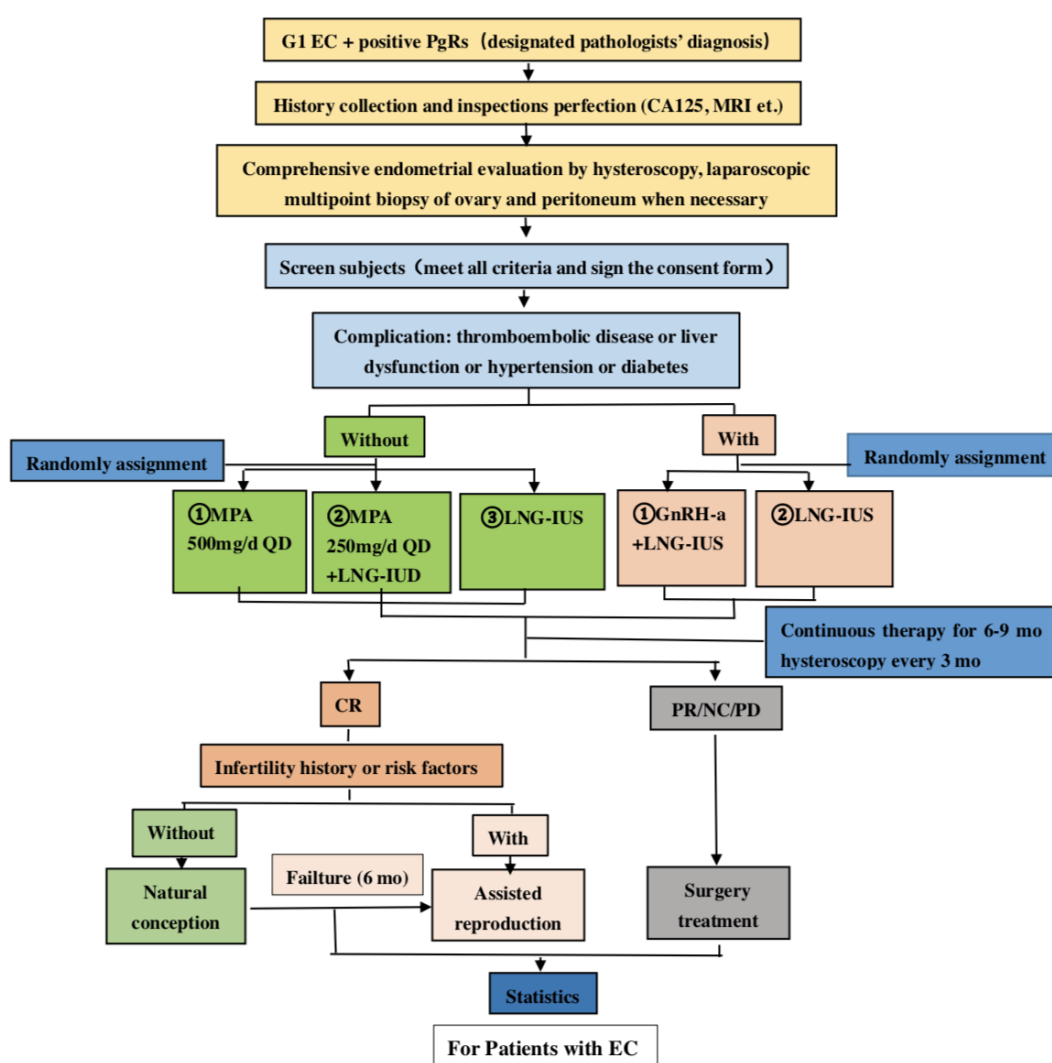 G1 EC + positive PgRs（designated pathologists’ diagnosis）
History collection and inspections perfection (CA125, MRI et.)
Comprehensive endometrial evaluation by hysteroscopy, laparoscopic
multipoint biopsy of ovary and peritoneum when necessary
Screen subjects（meet all criteria and sign the consent form）
Complication: thromboembolic disease or liver
dysfunction or hypertension or diabetes
Without
With
Randomly assignment
Randomly assignment
①MPA
500mg/d QD
②MPA
250mg/d QD
+LNG-IUD
③LNG-IUS
①GnRH-a
+LNG-IUS
②LNG-IUS
Continuous therapy for 6-9 mo
hysteroscopy every 3 mo
CR
PR/NC/PD
Infertility history or risk factors
Without
With
Natural
conception
Failture (6 mo)
Assisted
reproduction
Surgery
treatment
Statistics
For Patients with EC